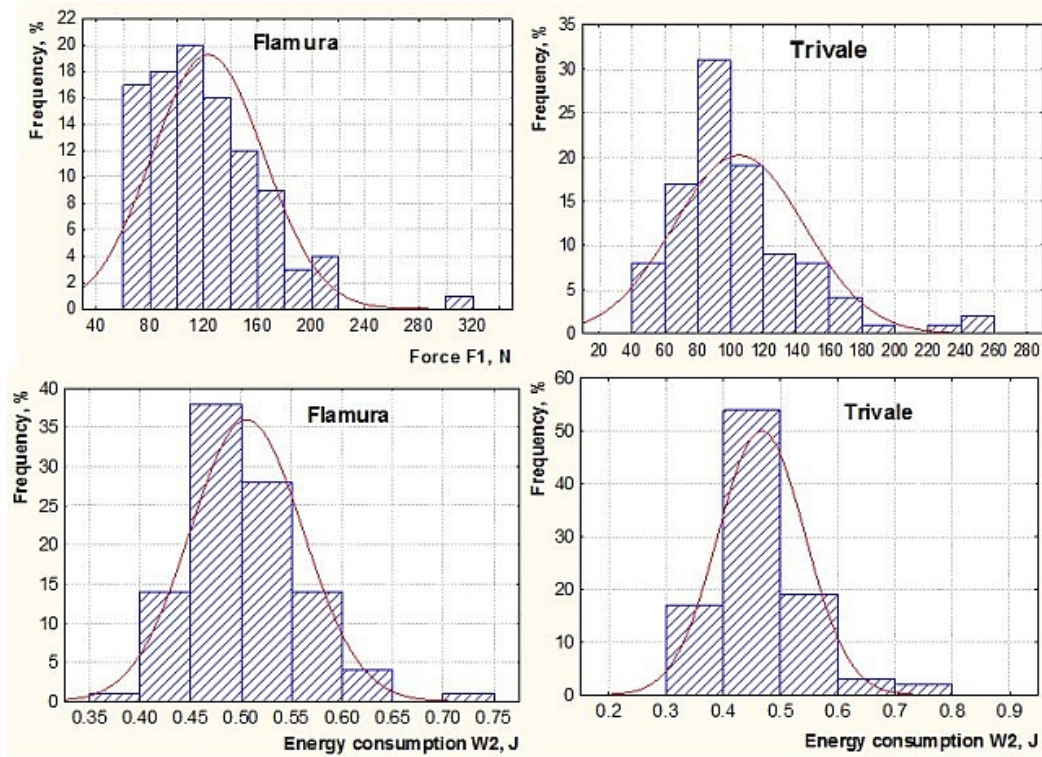 Flamura
Frequency, %
22
20
18
16
14
12
10
8
6
4
2
0
40 80 120 160 200 240 280 320
Force F1, N
Trivale
Frequency, %
35
30
25
20
15
10
5
0
20 40 60 80 100 120 140 160 180 200 220 240 260 280
Flamura
Frequency, %
40
35
30
25
20
15
10
5
0
0.35 0.40 0.45 0.50 0.55 0.60 0.65 0.70 0.75
Energy consumption W2, J
Trivale
Frequency, %
60
50
40
30
20
10
0
0.2 0.3 0.4 0.5 0.6 0.7 0.8 0.9
Energy consumption W2, J